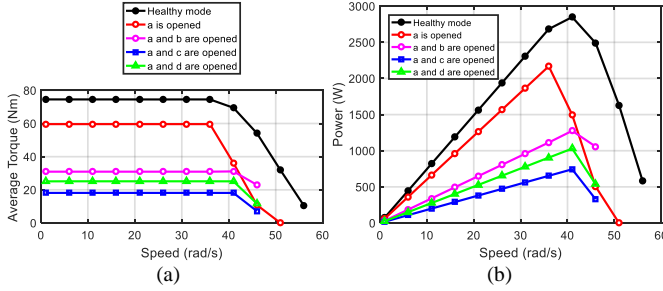 Healthy mode
a is opened
a and b are opened
a and c are opened
a and d are opened
80
60
40
20
0
Average Torque (Nm)
0 10 20 30 40 50 60
Speed (rad/s)
(a)
Healthy mode
a is opened
a and b are opened
a and c are opened
a and d are opened
3000
2500
2000
1500
1000
500
0
Power (W)
0 10 20 30 40 50 60
Speed (rad/s)
(b)